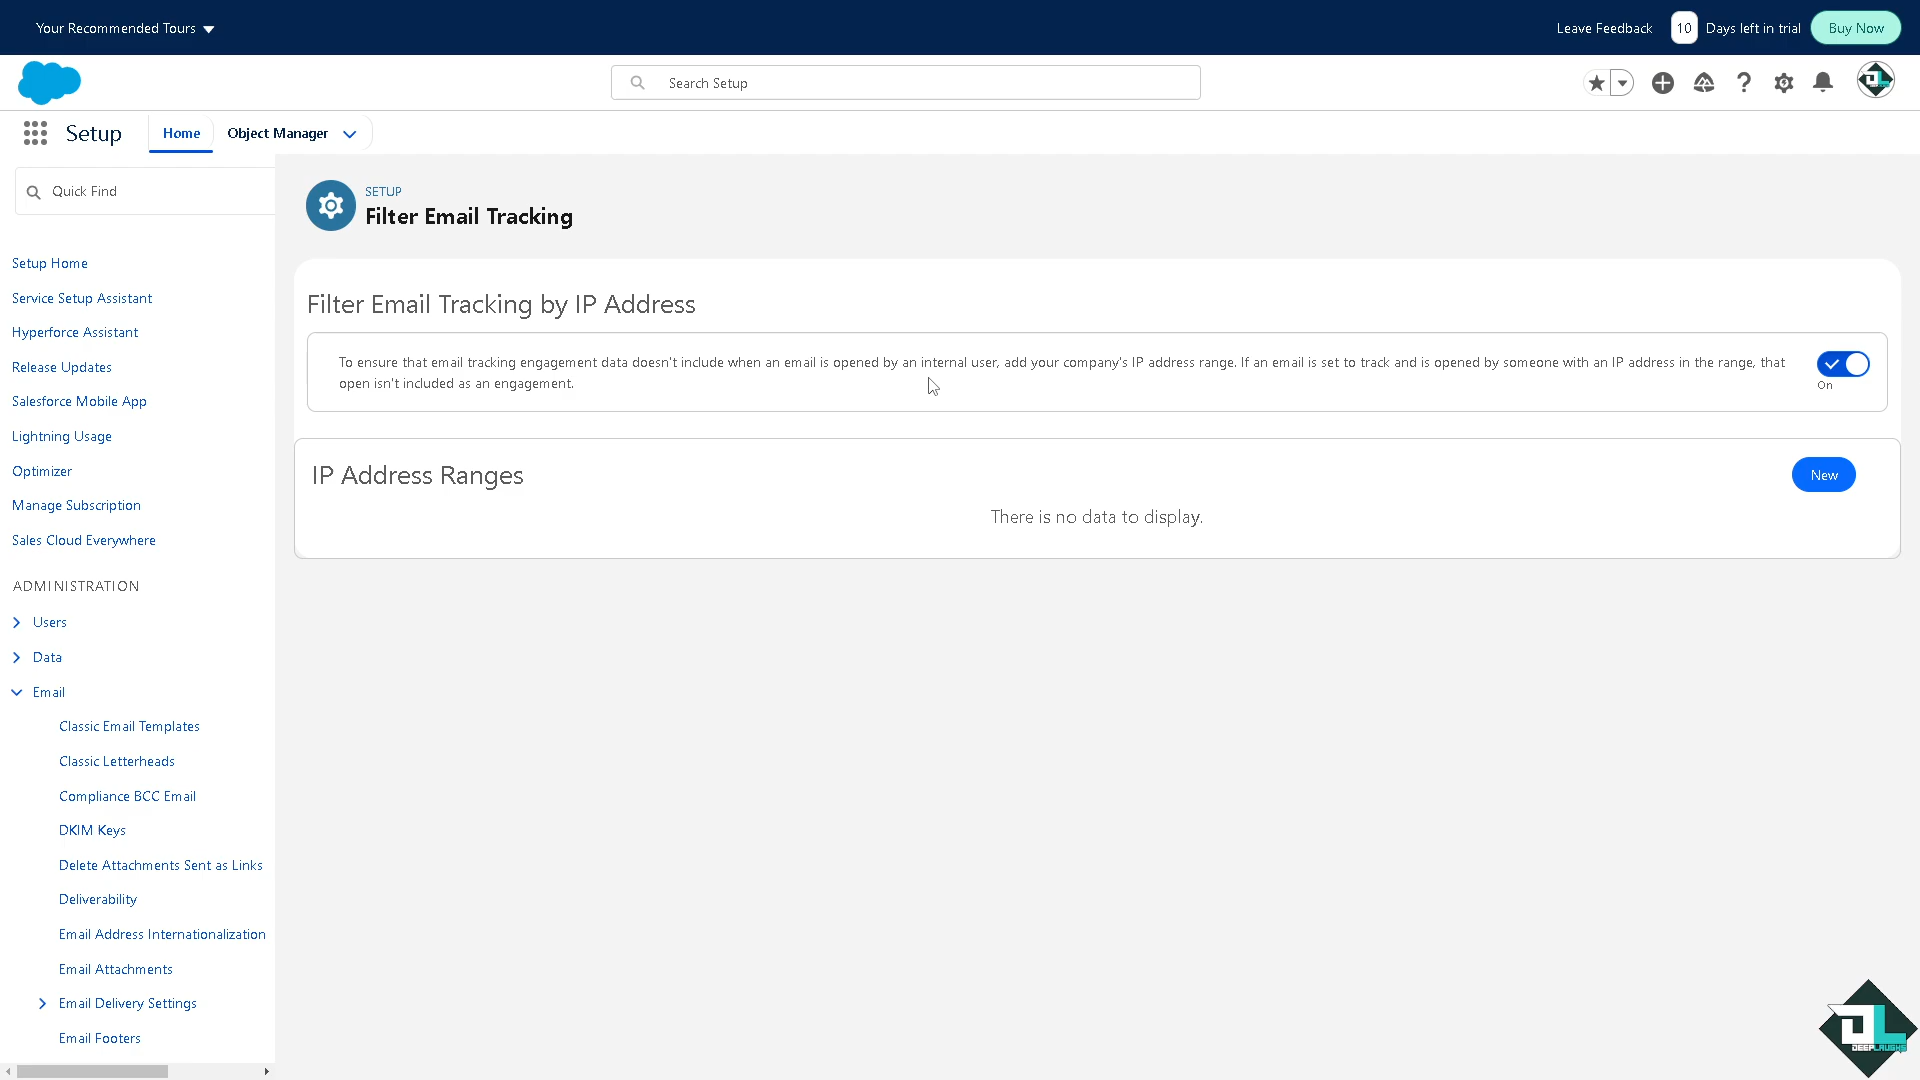 Your Recommended Tours
Leave Feedback
10
Days left in trial
Buy Now
Search Setup
Setup
Home
Object Manager
Quick Find
Setup Home
Service Setup Assistant
Hyperforce Assistant
Release Updates
Salesforce Mobile App
Lightning Usage
Optimizer
Manage Subscription
Sales Cloud Everywhere
ADMINISTRATION
Users
Data
Email
Classic Email Templates
Classic Letterheads
Compliance BCC Email
DKIM Keys
Delete Attachments Sent as Links
Deliverability
Email Address Internationalization
Email Attachments
Email Delivery Settings
Email Footers
SETUP
Filter Email Tracking
Filter Email Tracking by IP Address
To ensure that email tracking engagement data doesn't include when an email is opened by an internal user, add your company's IP address range. If an email is set to track and is opened by someone with an IP address in the range, that
open isn't included as an engagement.
On
IP Address Ranges
New
There is no data to display.
DEEPLAUGHS